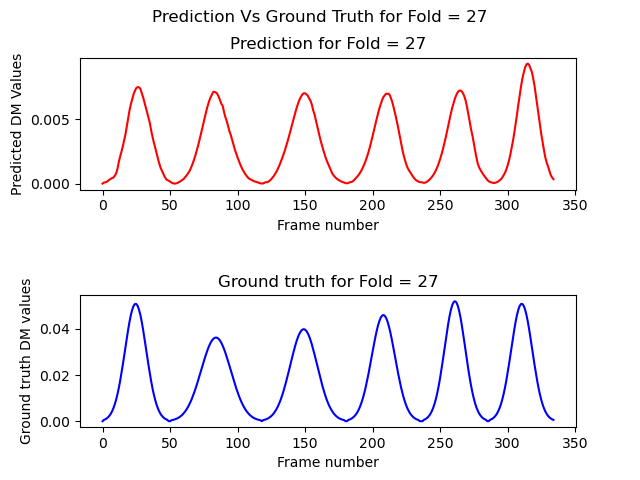 Prediction Vs Ground Truth for Fold = 27
Prediction for Fold = 27
Predicted DM Values
0.005
0.000
0 50 100 150 200 250 300 350
Frame number
Ground truth for Fold = 27
Ground truth DM values
0.04
0.02
0.00
0 50 100 150 200 250 300 350
Frame number